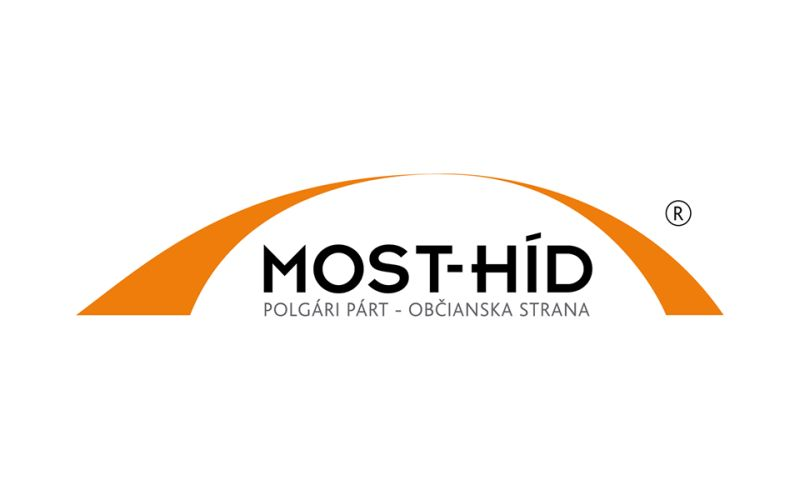 ®
MOST-HÍD
POLGÁRI PÁRT - OBČIANSKA STRANA